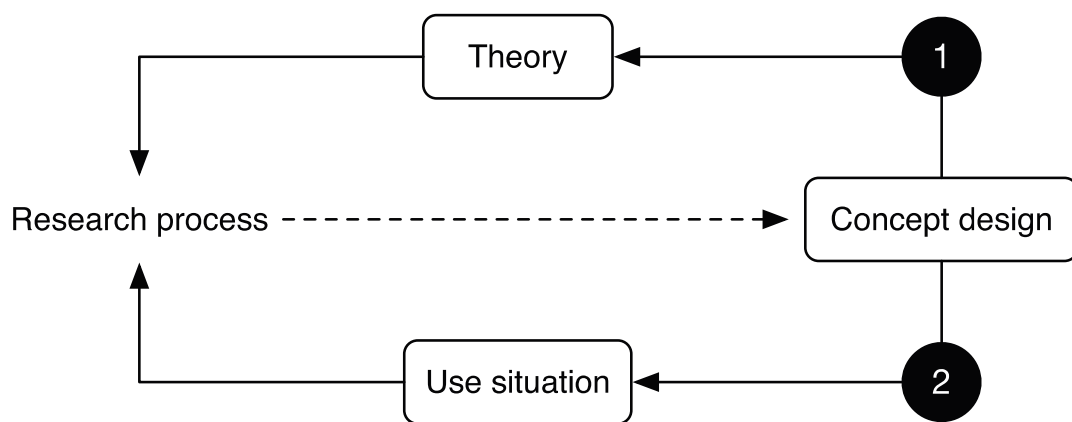 Theory
1
Research process
Concept design
Use situation
2